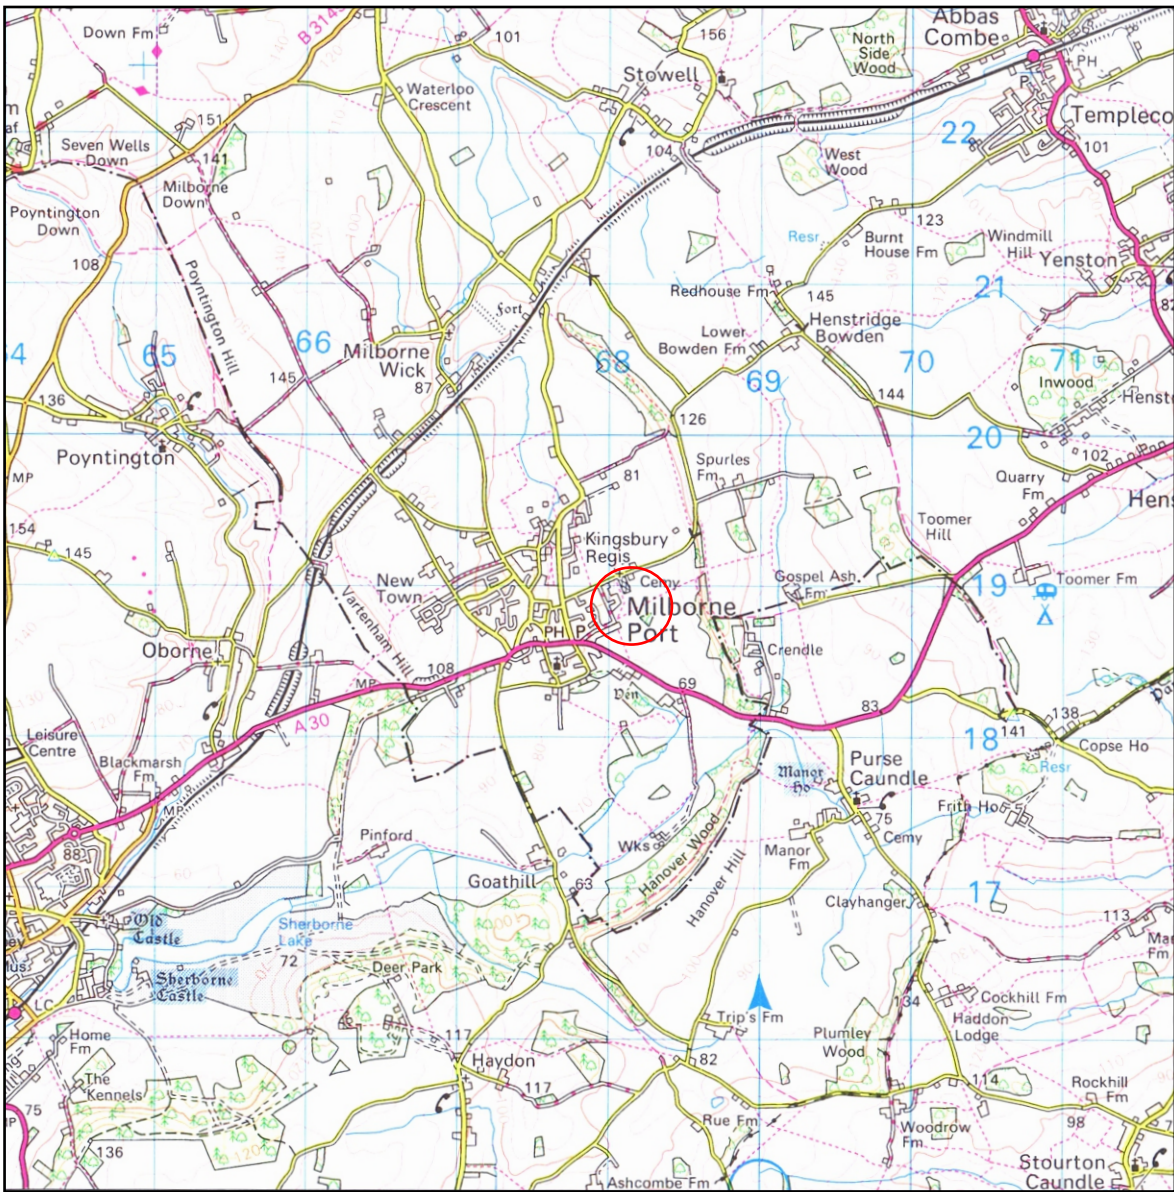 Down Fm
B3145
101
156
Abbas
Combe
North
Side
Wood
PH
Waterloo
Crescent
Stowell
151
141
Seven Wells
Down
22
Templeco
101
104
West
Wood
Milborne
Down
Poyntington
Down
123
Resr
Burnt
House Fm
Windmill
Hill
Yenston
108
Poyntington Hill
21
Redhouse Fm
145
Fort
Lower
Bowden Fm
Henstridge
Bowden
65
66
Milborne
Wick
87
68
69
70
71
Inwood
145
136
144
126
20
Poyntington
MP
Spurles
Fm
81
102
Quarry
Fm
Hens
154
145
Kingsbury
Regis
Toomer
Hill
New
Town
Cemy
Gospel Ash
Fm
19
Toomer Fm
Milborne
Port
Vartenham Hill
PH
P
Oborne
108
MP
Crendle
Ven
69
A30
83
138
141
18
Leisure
Centre
Copse Ho
Resr
Blackmarsh
Fm
Purse
Caundle
Manor
Ho
MP
75
Frith Ho
Pinford
Wks
Cemy
88
Manor
Fm
Hanover Wood
Hanover Hill
Goathill
63
17
Clayhanger
Old
Castle
Sherborne
Lake
72
113
Deer Park
Sherborne
Castle
LC
134
Cockhill Fm
Trip's Fm
Haddon
Lodge
Home
Fm
117
Plumley
Wood
Haydon
82
The
Kennels
117
114
Rockhill
Fm
75
98
Rue Fm
Woodrow
Fm
136
120
Stourton
Caundle
Ashcombe Fm